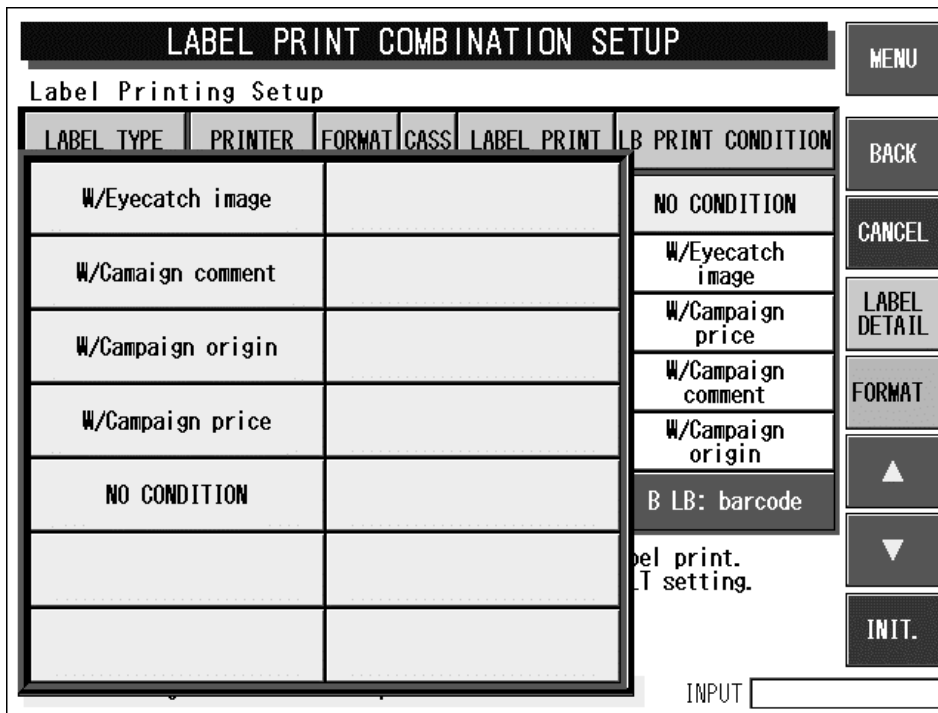 LABEL PRINT COMBINATION SETUP
MENU
Label Printing Setup
LABEL TYPE PRINTER FORMAT CASS LABEL PRINT LB PRINT CONDITION
BACK
W/Eyecatch image
W/Camaign comment
W/Campaign origin
W/Campaign price
NO CONDITION
NO CONDITION
W/Eyecatch
image
W/Campaign
price
W/Campaign
comment
W/Campaign
origin
B LB: barcode
print.
setting.
CANCEL
LABEL
DETAIL
FORMAT
▲
▼
INIT.
INPUT